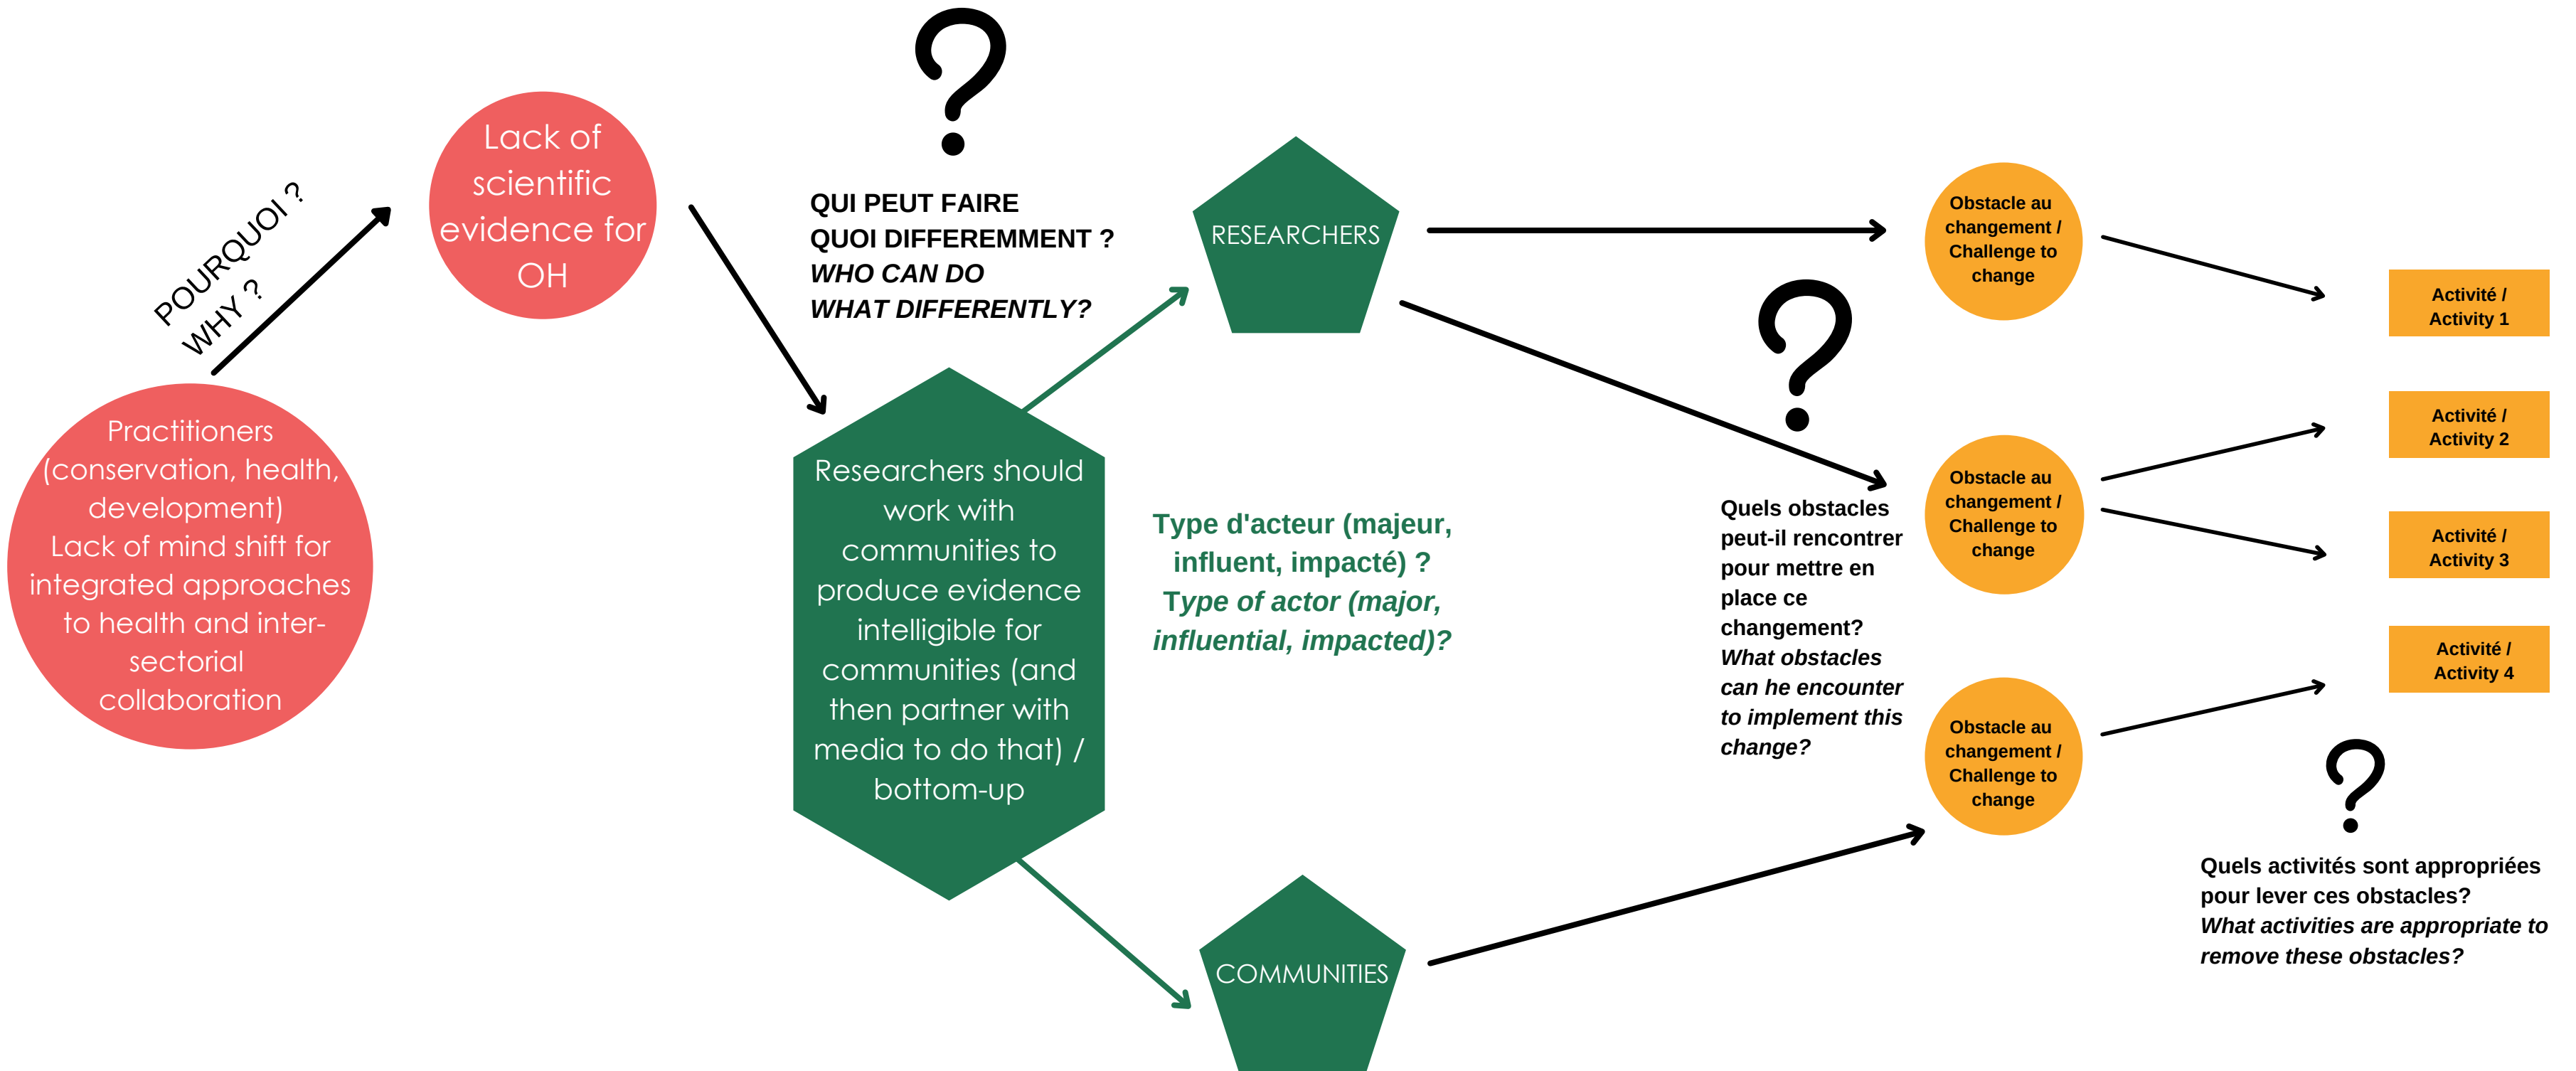 POURQUOI ?
WHY ?
Practitioners
(conservation, health,
development)
Lack of mind shift for
integrated approaches
to health and inter-
sectorial
collaboration
Lack of
scientific
evidence for
OH
?
QUI PEUT FAIRE
QUOI DIFFEREMMENT ?
WHO CAN DO
WHAT DIFFERENTLY?
Researchers should
work with
communities to
produce evidence
intelligible for
communities (and
then partner with
media to do that) /
bottom-up
RESEARCHERS
Type d'acteur (majeur,
influent, impacté) ?
Type of actor (major,
influential, impacted)?
COMMUNITIES
?
Quels obstacles
peut-il rencontrer
pour mettre en
place ce
changement?
What obstacles
can he encounter
to implement this
change?
Obstacle au
changement /
Challenge to
change
Obstacle au
changement /
Challenge to
change
Obstacle au
changement /
Challenge to
change
Activité /
Activity 1
Activité /
Activity 2
Activité /
Activity 3
Activité /
Activity 4
?
Quels activités sont appropriées
pour lever ces obstacles?
What activities are appropriate to
remove these obstacles?